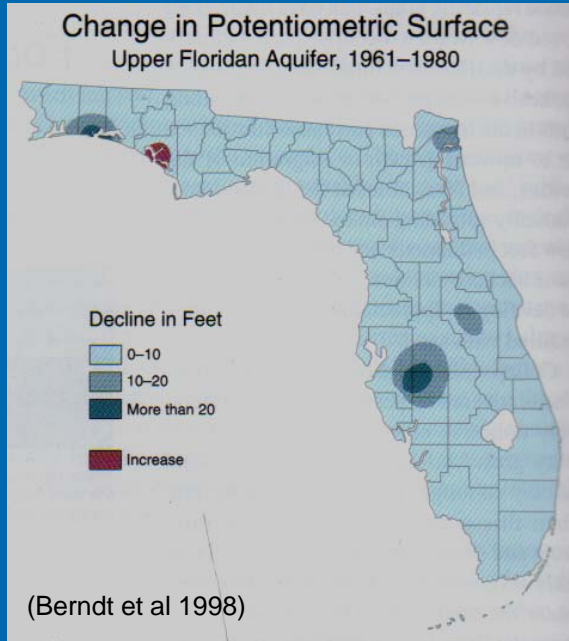 Change in Potentiometric Surface
Upper Floridan Aquifer, 1961–1980
Decline in Feet
0–10
10–20
More than 20
Increase
(Berndt et al 1998)